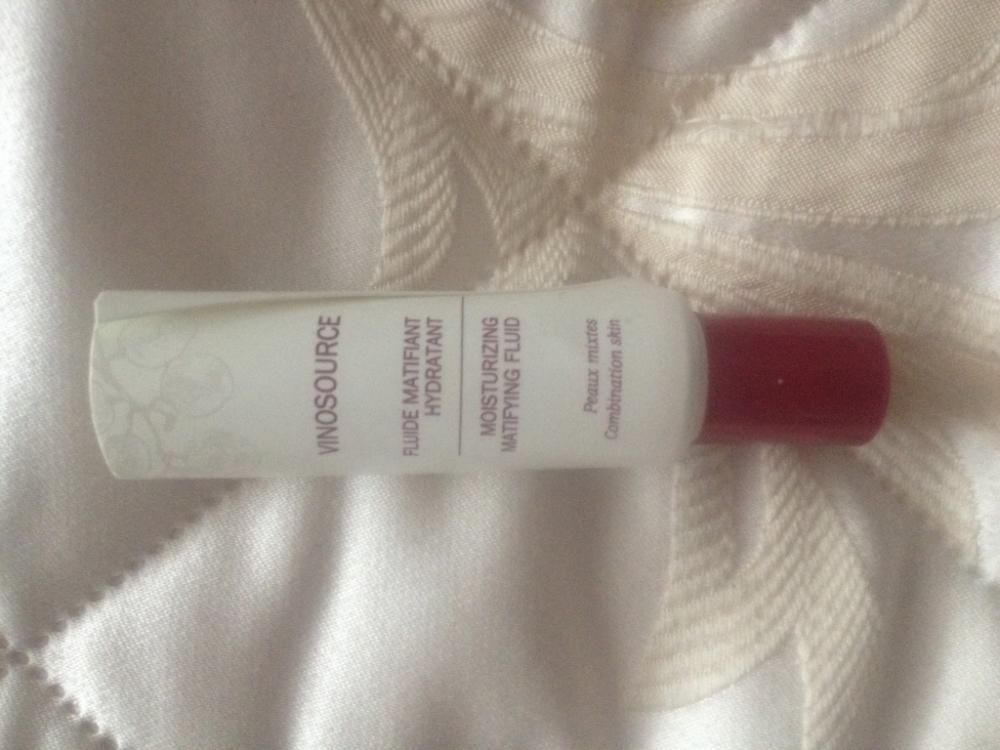 VINOSOURCE
FLUIDE MATIFIANT
HYDRATANT
MOISTURIZING
MATIFYING FLUID
Peaux mixtes
Combination skin